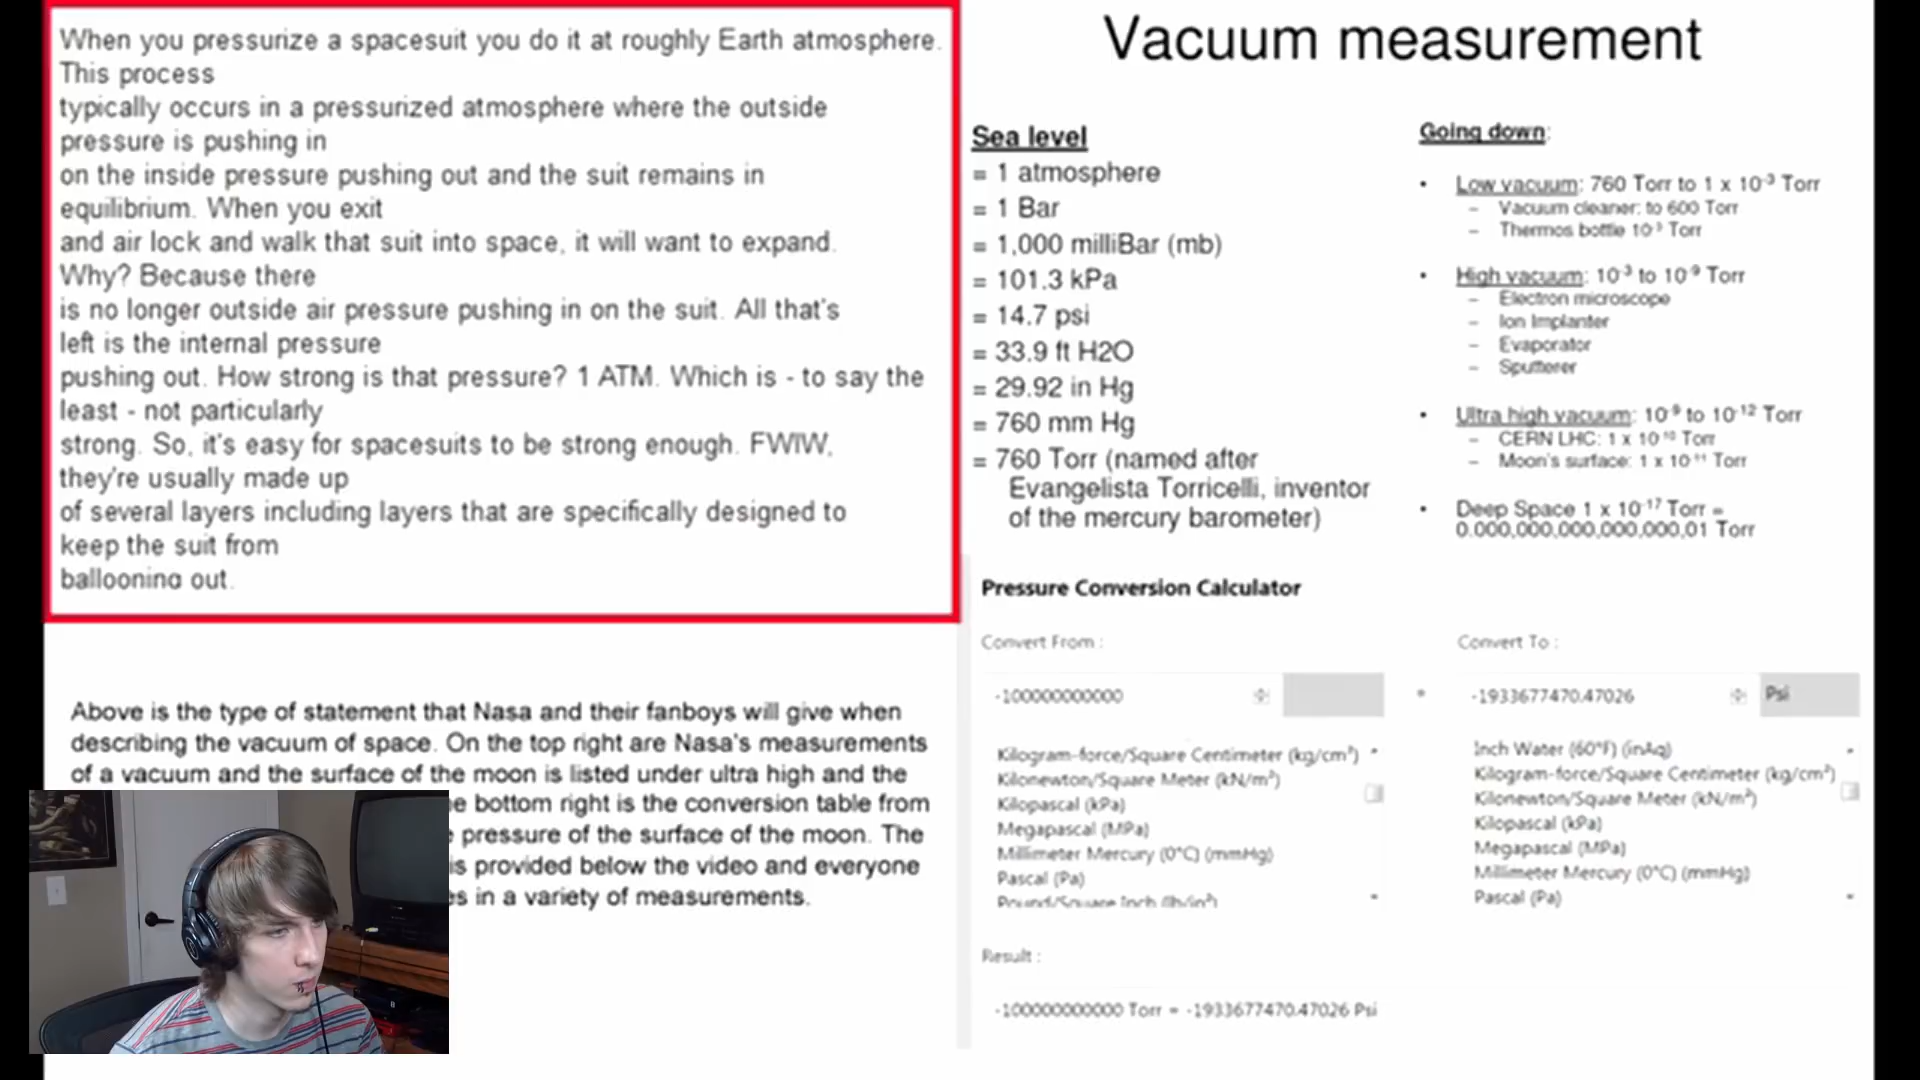 When you pressurize a spacesuit you do it at roughly Earth atmosphere.
This process
typically occurs in a pressurized atmosphere where the outside
pressure is pushing in
on the inside pressure pushing out and the suit remains in
equilibrium. When you exit
and air lock and walk that suit into space, it will want to expand.
Why? Because there
is no longer outside air pressure pushing in on the suit. All that's
left is the internal pressure
pushing out. How strong is that pressure? 1 ATM. Which is - to say the
least - not particularly
strong. So, it's easy for spacesuits to be strong enough. FWIW,
they're usually made up
of several layers including layers that are specifically designed to
keep the suit from
ballooning out.
Above is the type of statement that Nasa and their fanboys will give when
describing the vacuum of space. On the top right are Nasa's measurements
of a vacuum and the surface of the moon is listed under ultra high and the
bottom right is the conversion table from
pressure of the surface of the moon. The
is provided below the video and everyone
in a variety of measurements.
Vacuum measurement
Sea level
= 1 atmosphere
= 1 Bar
= 1,000 milliBar (mb)
= 101.3 kPa
= 14.7 psi
= 33.9 ft H2O
= 29.92 in Hg
= 760 mm Hg
= 760 Torr (named after
Evangelista Torricelli, inventor
of the mercury barometer)
Going down:
• Low vacuum: 760 Torr to 1 x 10⁻³ Torr
– Vacuum cleaner: to 600 Torr
– Thermos bottle 10⁻³ Torr
• High vacuum: 10⁻³ to 10⁻⁹ Torr
– Electron microscope
– Ion Implanter
– Evaporator
– Sputterer
• Ultra high vacuum: 10⁻⁹ to 10⁻¹² Torr
– CERN LHC: 1 x 10⁻¹⁰ Torr
– Moon's surface: 1 x 10⁻¹¹ Torr
• Deep Space 1 x 10⁻¹⁷ Torr =
0.000,000,000,000,000,01 Torr
Pressure Conversion Calculator
Convert From :
Convert To :
-100000000000
-1933677470.47026
Psi
Kilogram-force/Square Centimeter (kg/cm²)
Kilonewton/Square Meter (kN/m²)
Kilopascal (kPa)
Megapascal (MPa)
Millimeter Mercury (0°C) (mmHg)
Pascal (Pa)
Pound/Square Inch (lb/in²)
Inch Water (60°F) (inAq)
Kilogram-force/Square Centimeter (kg/cm²)
Kilonewton/Square Meter (kN/m²)
Kilopascal (kPa)
Megapascal (MPa)
Millimeter Mercury (0°C) (mmHg)
Pascal (Pa)
Result :
-100000000000 Torr = -1933677470.47026 Psi